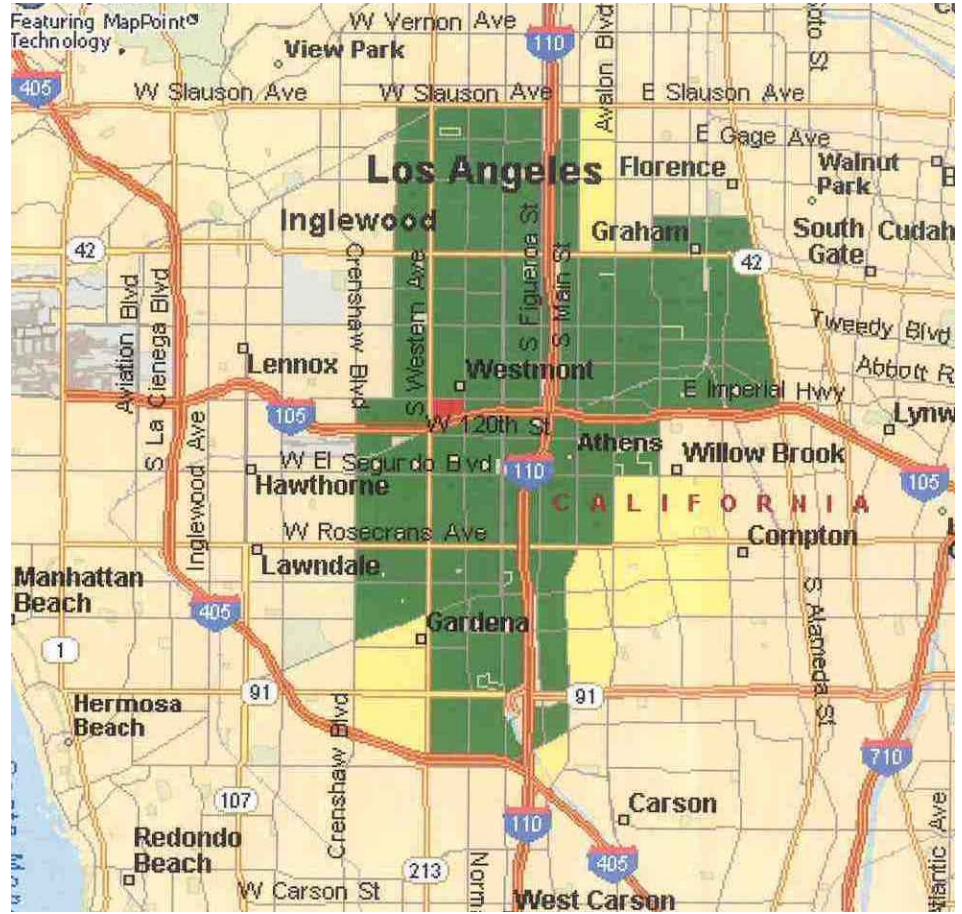 Featuring MapPoint®
Technology
W Vernon Ave
View Park
110
Avalon Blvd
Soto St
405
W Slauson Ave
W Slauson Ave
E Slauson Ave
E Gage Ave
Los Angeles
Florence
Walnut
Park
Inglewood
Graham
South
Gate
Cudah
42
42
Crenshaw Blvd
S Western Ave
S Figueroa St
S Main St
Aviation Blvd
S La Cienega Blvd
Tweedy Blvd
Lennox
Abbott R
Westmont
E Imperial Hwy
105
W 120th St
Lynw
Athens
W El Segurdo Blvd
110
Willow Brook
Hawthorne
105
Inglewood Ave
CALIFORNIA
W Rosecrans Ave
Compton
Lawndale
Manhattan
Beach
405
S Alameda St
Gardena
1
91
91
Hermosa
Beach
Crenshaw Blvd
710
107
Carson
110
Redondo
Beach
213
405
Norma
W Carson St
West Carson
tlantic Ave